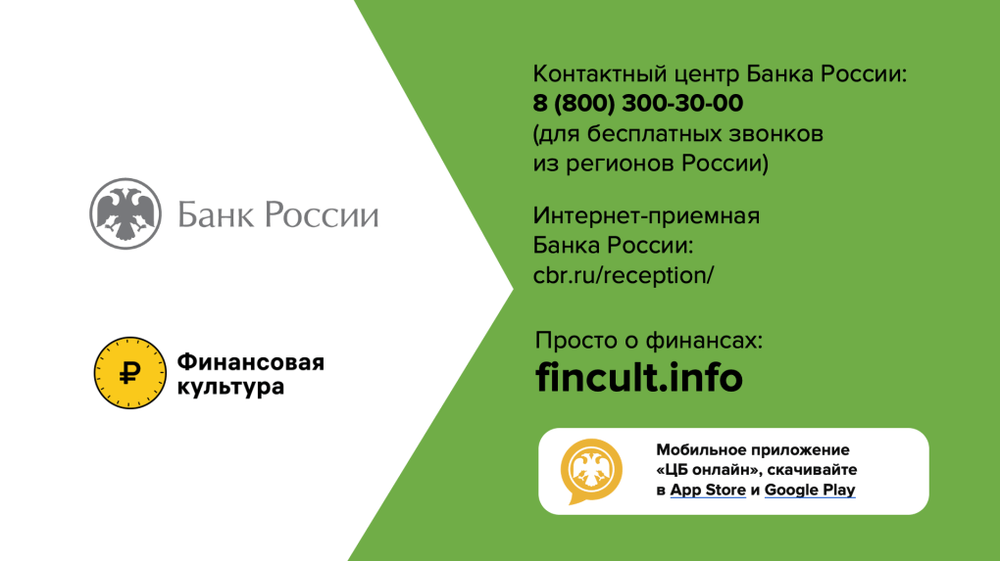 Банк России
Финансовая
культура
Контактный центр Банка России:
8 (800) 300-30-00
(для бесплатных звонков
из регионов России)
Интернет-приемная
Банка России:
cbr.ru/reception/
Просто о финансах:
fincult.info
Мобильное приложение
«ЦБ онлайн», скачивайте
в App Store и Google Play